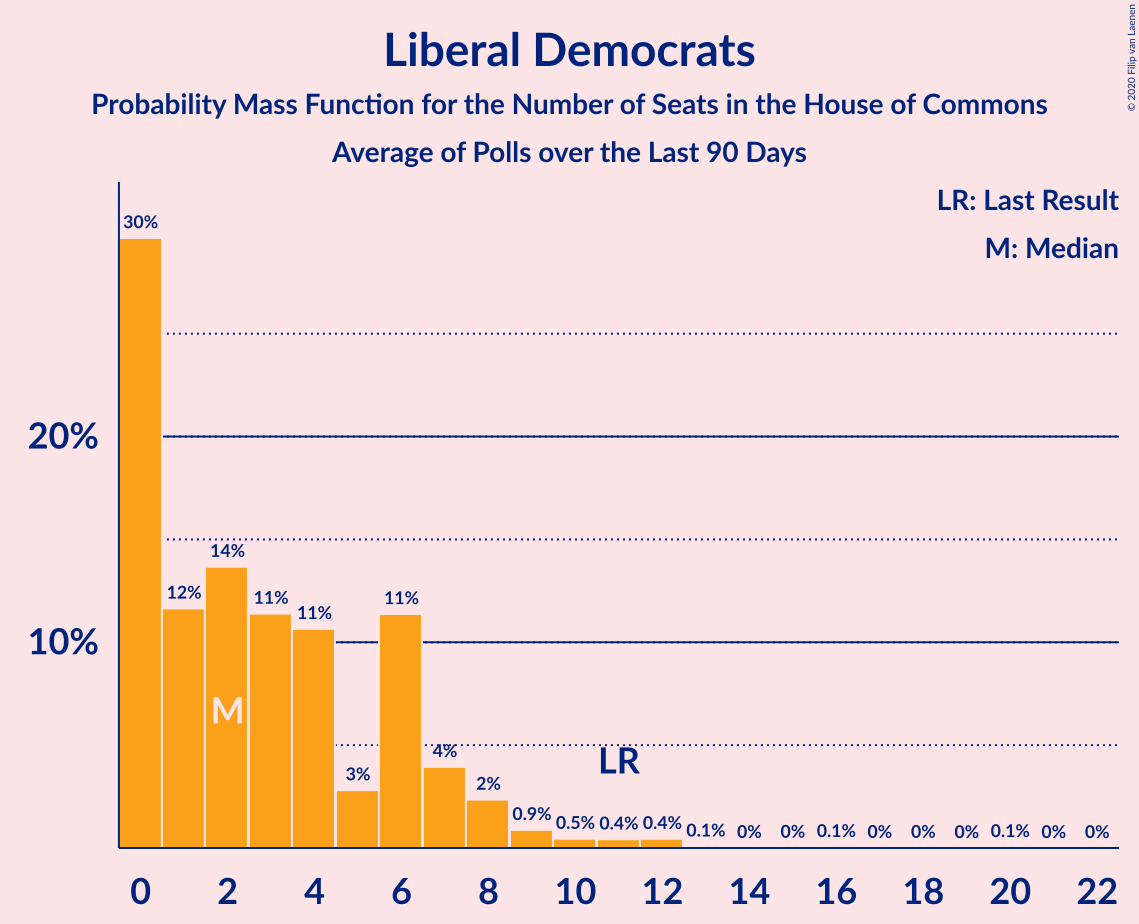 Liberal Democrats
Probability Mass Function for the Number of Seats in the House of Commons
Average of Polls over the Last 90 Days
© 2020 Filip van Laenen
LR: Last Result
M: Median
30%
20%
14%
12%
11%
11%
11%
10%
M
LR
4%
3%
2%
0.9%
0.5%
0.4%
0.4%
0.1%
0%
0%
0.1%
0%
0%
0%
0.1%
0%
0%
0 2 4 6 8 10 12 14 16 18 20 22